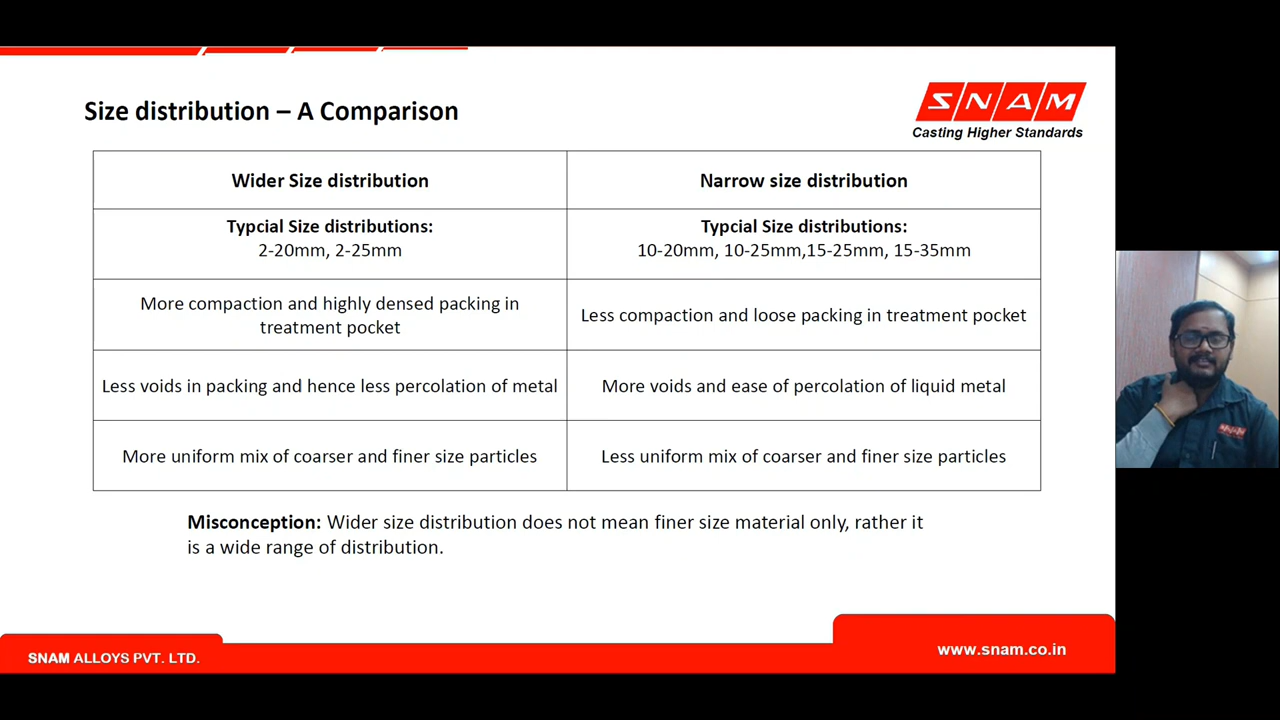 Size distribution – A Comparison
SNAM
Casting Higher Standards
Wider Size distribution
Narrow size distribution
Typcial Size distributions:
2-20mm, 2-25mm
Typcial Size distributions:
10-20mm, 10-25mm,15-25mm, 15-35mm
More compaction and highly densed packing in
treatment pocket
Less compaction and loose packing in treatment pocket
Less voids in packing and hence less percolation of metal
More voids and ease of percolation of liquid metal
More uniform mix of coarser and finer size particles
Less uniform mix of coarser and finer size particles
Misconception: Wider size distribution does not mean finer size material only, rather it
is a wide range of distribution.
SNAM ALLOYS PVT. LTD.
www.snam.co.in
SNAM